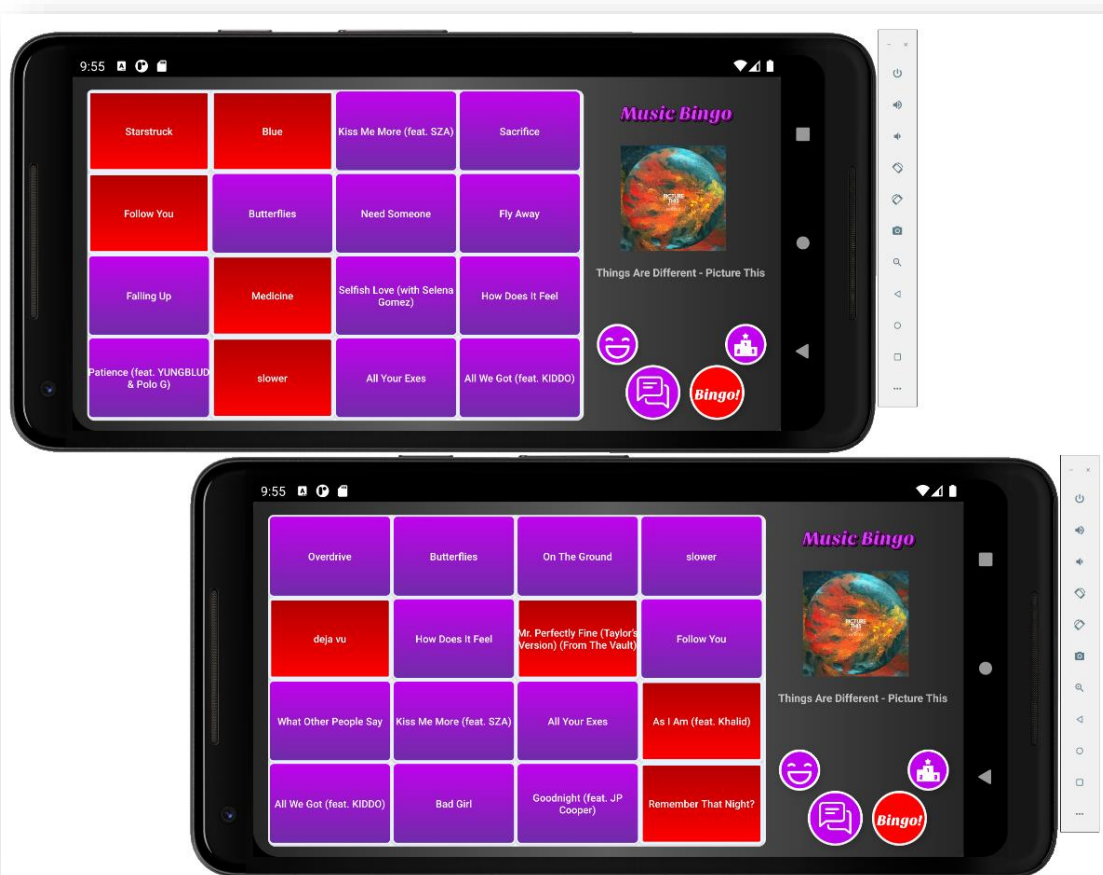 9:55
Starstruck
Blue
Kiss Me More (feat. SZA)
Sacrifice
Music Bingo
Follow You
Butterflies
Need Someone
Fly Away
PICTURE
THIS
Things Are Different - Picture This
Falling Up
Medicine
Selfish Love (with Selena
Gomez)
How Does It Feel
Patience (feat. YUNGBLUD
& Polo G)
slower
All Your Exes
All We Got (feat. KIDDO)
Bingo!
9:55
Overdrive
Butterflies
On The Ground
slower
Music Bingo
deja vu
How Does It Feel
Mr. Perfectly Fine (Taylor's
Version) (From The Vault)
Follow You
PICTURE
THIS
Things Are Different - Picture This
What Other People Say
Kiss Me More (feat. SZA)
All Your Exes
As I Am (feat. Khalid)
All We Got (feat. KIDDO)
Bad Girl
Goodnight (feat. JP
Cooper)
Remember That Night?
Bingo!